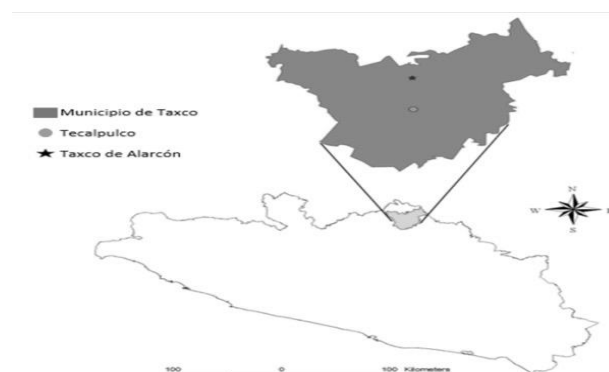 Municipio de Taxco
Tecalpulco
Taxco de Alarcón
N
W
E
S
100 0 100 Kilometers